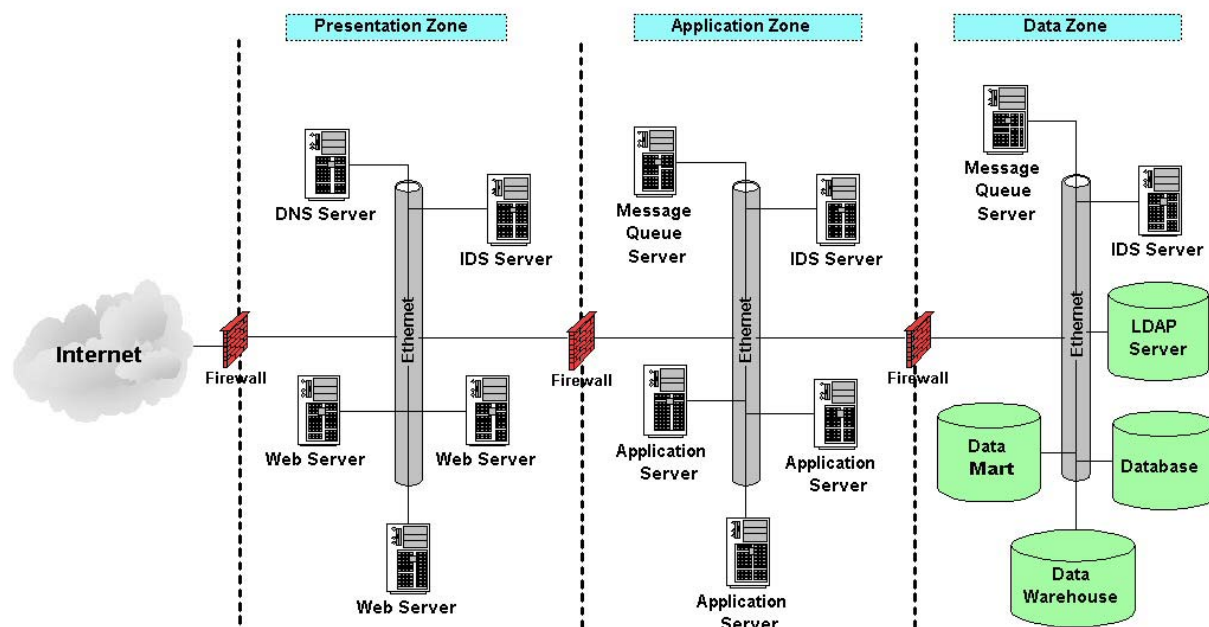 Presentation Zone
Application Zone
Data Zone
DNS Server
IDS Server
Message
Queue
Server
IDS Server
Message
Queue
Server
IDS Server
Internet
Firewall
Ethernet
Firewall
Ethernet
Firewall
Ethernet
LDAP
Server
Web Server
Web Server
Web Server
Application
Server
Application
Server
Application
Server
Data
Mart
Database
Data
Warehouse